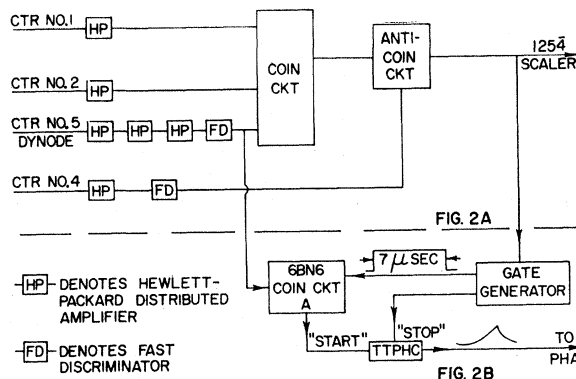 CTR NO.1
HP
COIN
CKT
ANTI-
COIN
CKT
1254̄
SCALER
CTR NO.2
HP
CTR NO.5
DYNODE
HP
HP
HP
FD
CTR NO.4
HP
FD
FIG. 2A
HP
DENOTES HEWLETT-
PACKARD DISTRIBUTED
AMPLIFIER
FD
DENOTES FAST
DISCRIMINATOR
6BN6
COIN CKT
A
7 μ SEC
GATE
GENERATOR
"START"
"STOP"
TTPHC
TO
PHA
FIG. 2B